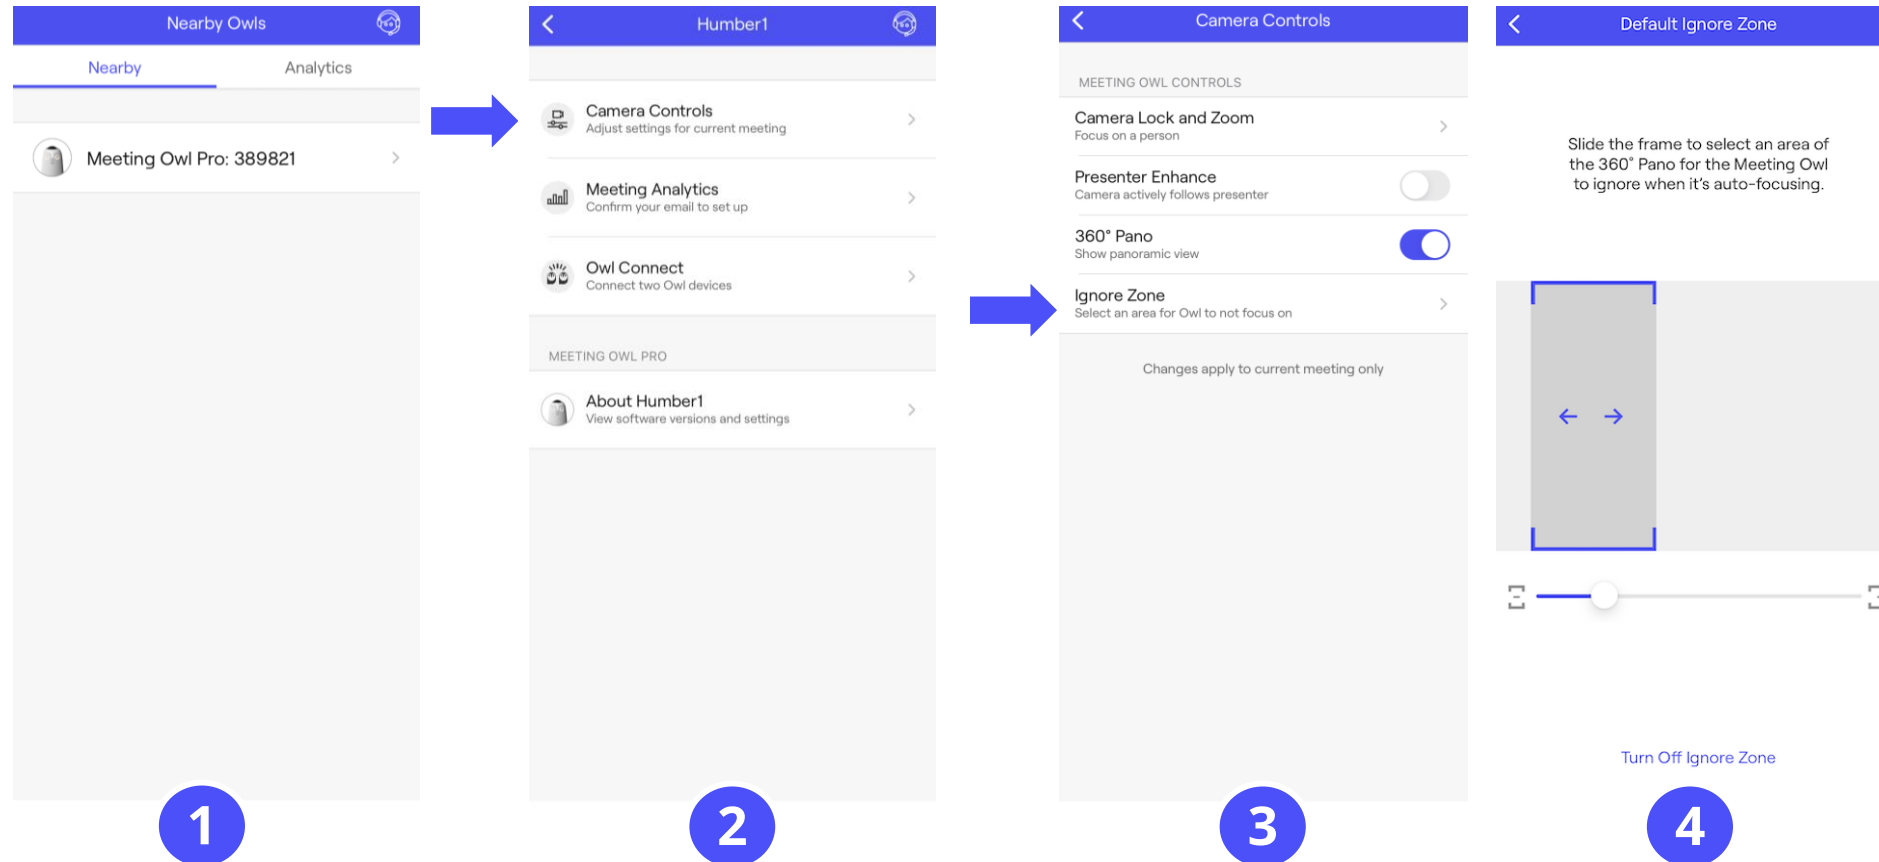 Nearby Owls
Nearby
Analytics
Meeting Owl Pro: 389821
1
Humber1
Camera Controls
Adjust settings for current meeting
Meeting Analytics
Confirm your email to set up
Owl Connect
Connect two Owl devices
MEETING OWL PRO
About Humber1
View software versions and settings
2
Camera Controls
MEETING OWL CONTROLS
Camera Lock and Zoom
Focus on a person
Presenter Enhance
Camera actively follows presenter
360° Pano
Show panoramic view
Ignore Zone
Select an area for Owl to not focus on
Changes apply to current meeting only
3
Default Ignore Zone
Slide the frame to select an area of
the 360° Pano for the Meeting Owl
to ignore when it's auto-focusing.
Turn Off Ignore Zone
4